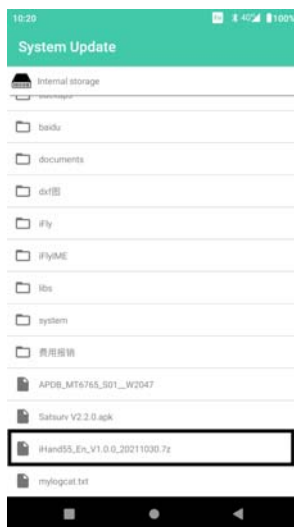 10:20
100%
System Update
Internal storage
baidu
documents
dxf图
iFly
iFlyIME
libs
system
费用报销
APDB_MT6765_S01__W2047
Satsurv V2.2.0.apk
iHand55_En_V1.0.0_20211030.7z
mylogcat.txt